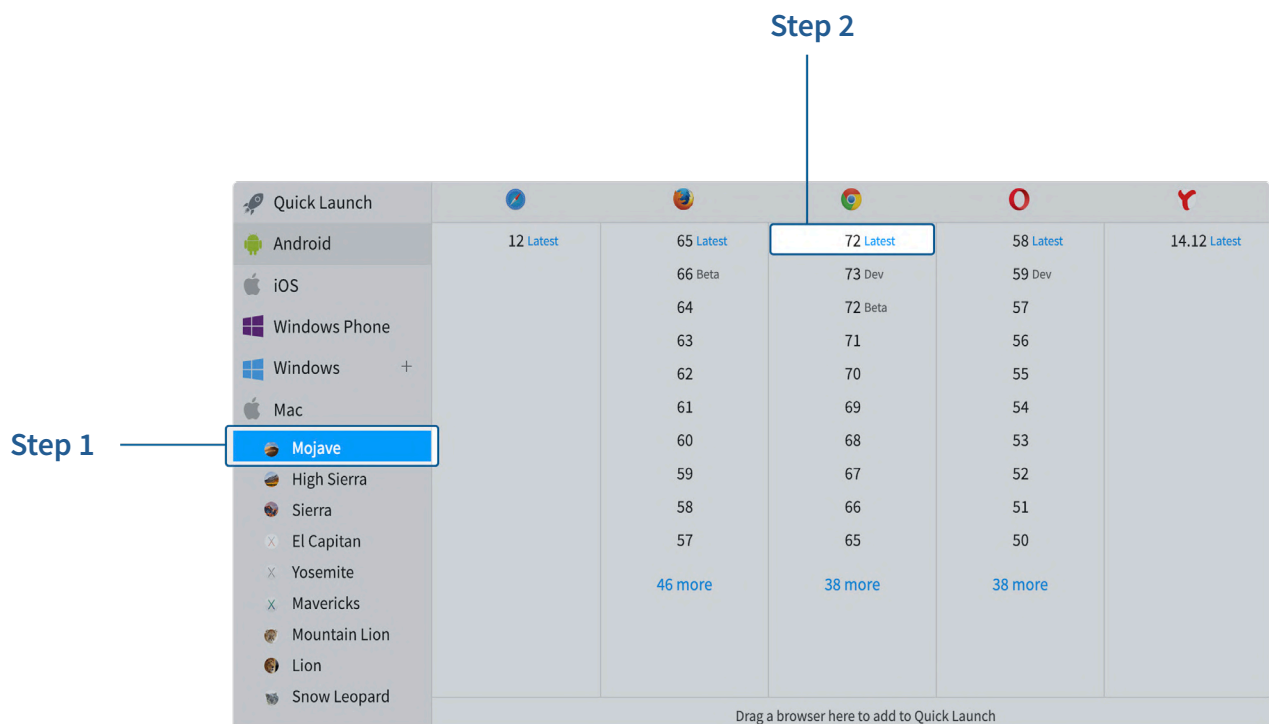 Step 2
Step 1
Quick Launch
Android
iOS
Windows Phone
Windows +
Mac
Mojave
High Sierra
Sierra
El Capitan
Yosemite
Mavericks
Mountain Lion
Lion
Snow Leopard
12 Latest
65 Latest
66 Beta
64
63
62
61
60
59
58
57
46 more
72 Latest
73 Dev
72 Beta
71
70
69
68
67
66
65
38 more
58 Latest
59 Dev
57
56
55
54
53
52
51
50
38 more
14.12 Latest
Drag a browser here to add to Quick Launch